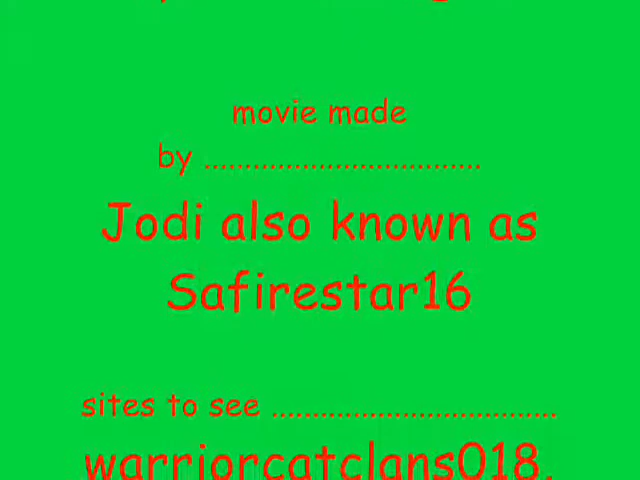 movie made
by ..................................
Jodi also known as
Safirestar16
sites to see ...................................
warriorcatclans018.